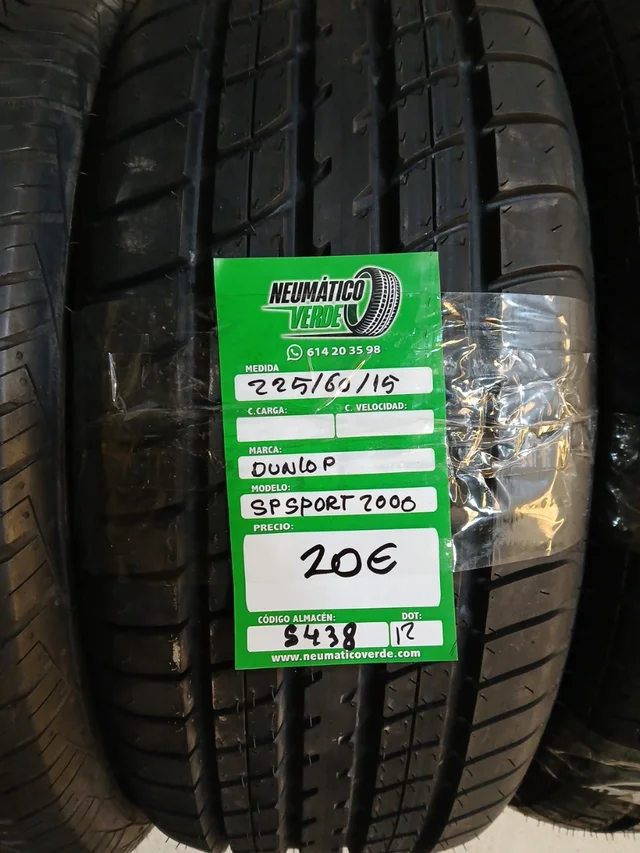 NEUMÁTICO
VERDE
614 20 35 98
MEDIDA
225/60/15
C.CARGA: C. VELOCIDAD:
MARCA:
DUNLOP
MODELO:
SP SPORT 2000
PRECIO:
20€
CÓDIGO ALMACÉN: DOT:
S438 12
www.neumaticoverde.com